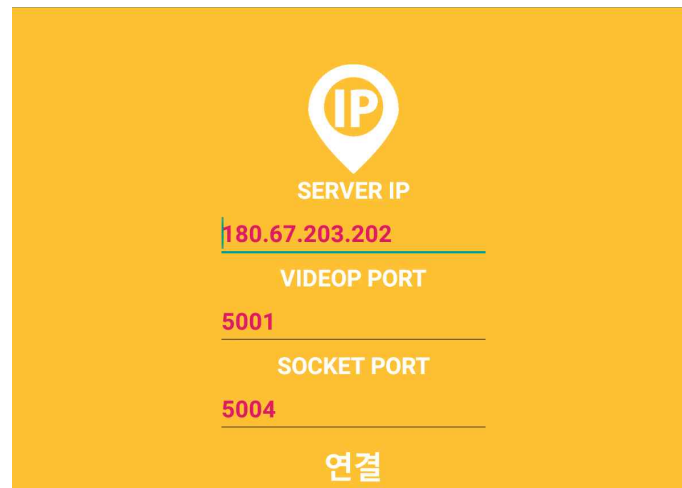 IP
SERVER IP
180.67.203.202
VIDEOP PORT
5001
SOCKET PORT
5004
연결